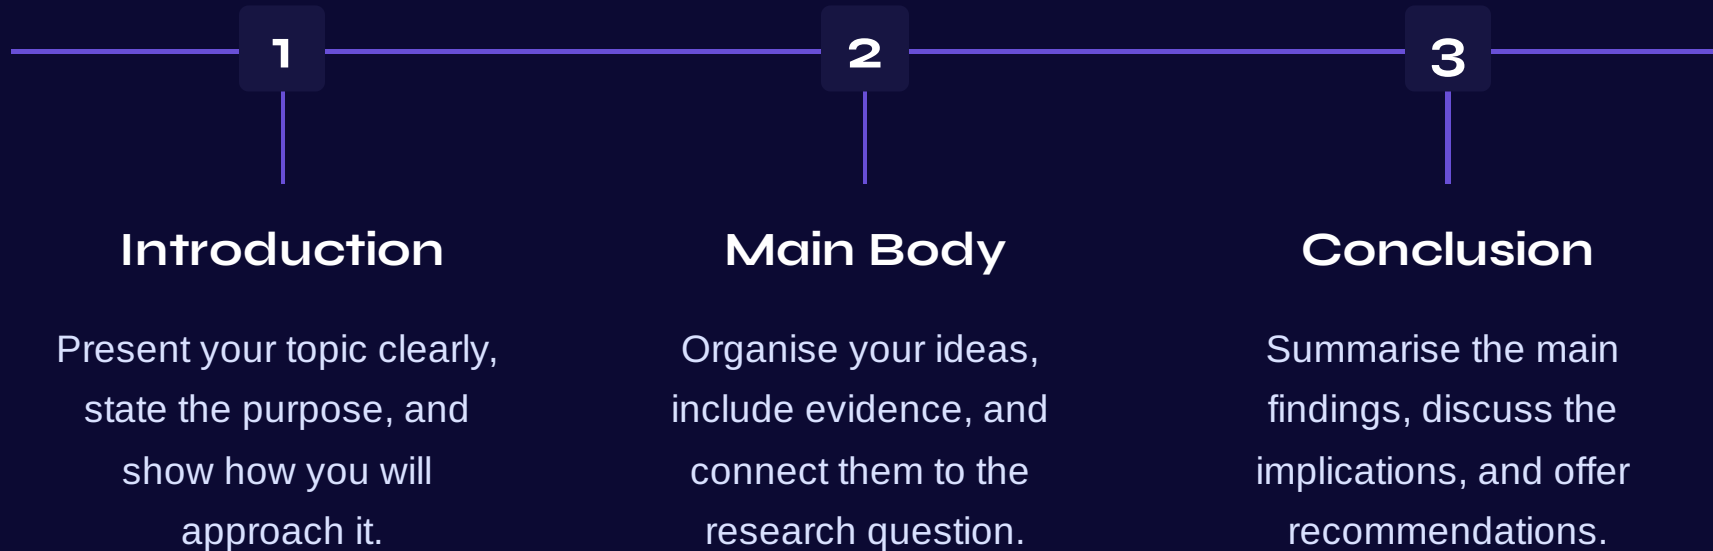 1
2
3
Introduction
Main Body
Conclusion
Present your topic clearly,
state the purpose, and
show how you will
approach it.
Organise your ideas,
include evidence, and
connect them to the
research question.
Summarise the main
findings, discuss the
implications, and offer
recommendations.